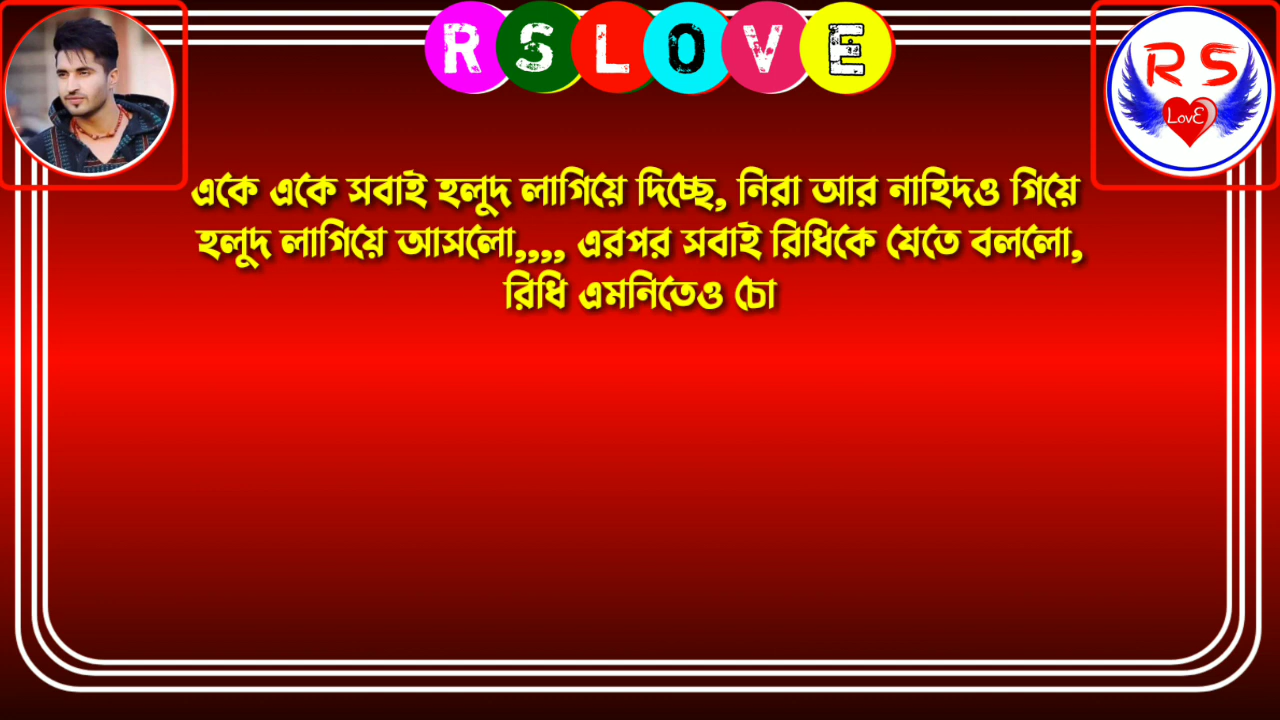 RSLOVE
RS
LovE
একে একে সবাই হলুদ লাগিয়ে দিচ্ছে, নিরা আর নাহিদও গিয়ে
হলুদ লাগিয়ে আসলো,,,, এরপর সবাই রিধিকে যেতে বললো,
রিধি এমনিতেও চো